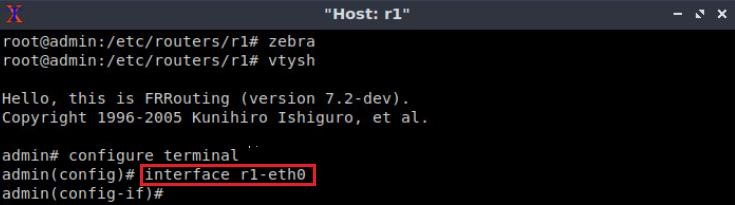 "Host: r1"
root@admin:/etc/routers/r1# zebra
root@admin:/etc/routers/r1# vtysh
Hello, this is FRRouting (version 7.2-dev).
Copyright 1996-2005 Kunihiro Ishiguro, et al.
admin# configure terminal
admin(config)# interface r1-eth0
admin(config-if)#